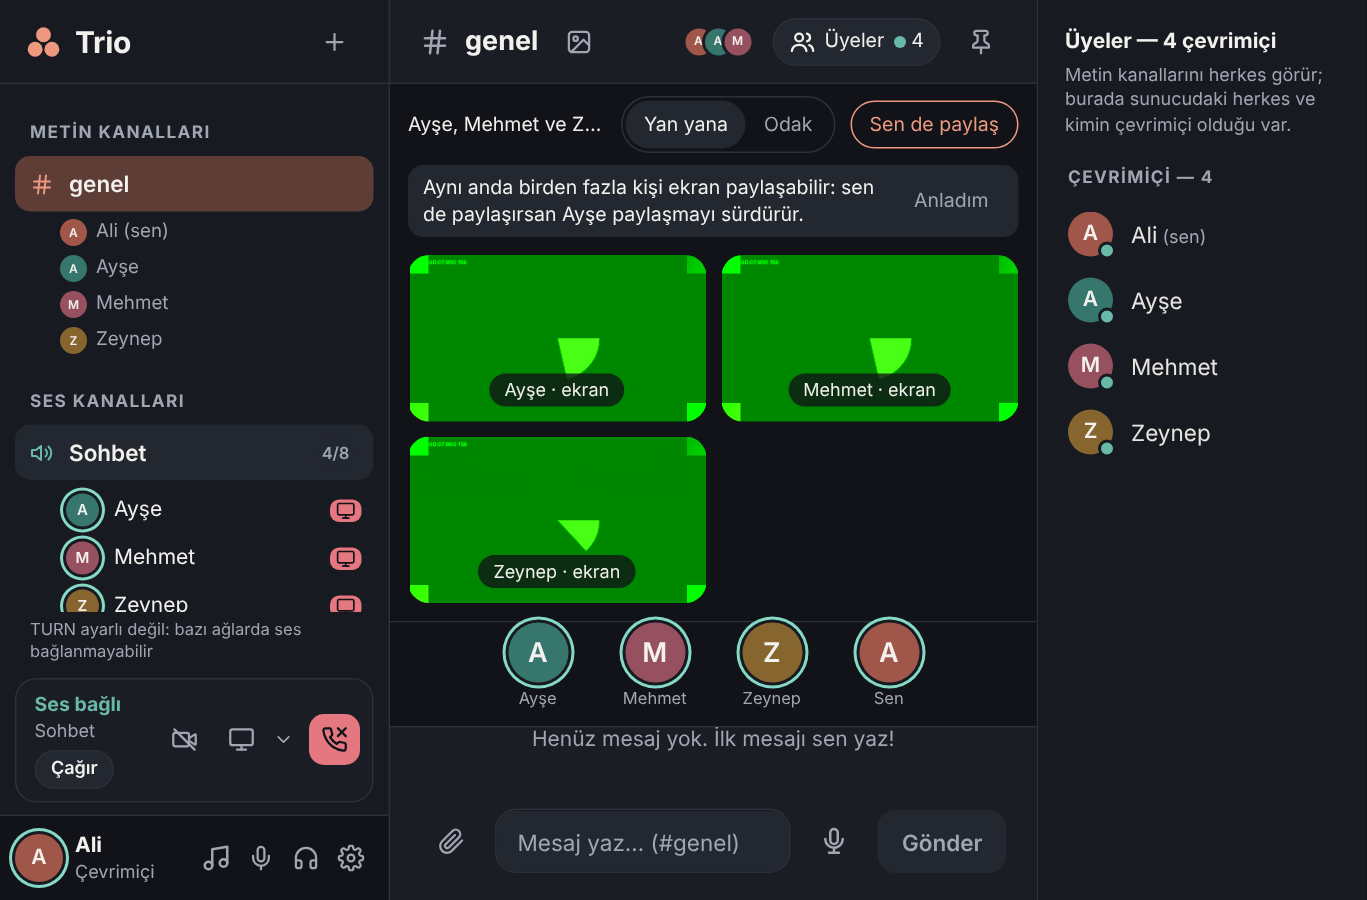 Trio
METİN KANALLARI
genel
A Ali (sen)
A Ayşe
M Mehmet
Z Zeynep
SES KANALLARI
Sohbet 4/8
A Ayşe
M Mehmet
Z Zeynep
TURN ayarlı değil: bazı ağlarda ses
bağlanmayabilir
Ses bağlı
Sohbet
Çağır
A Ali
Çevrimiçi
# genel
A A M
Üyeler 4
Ayşe, Mehmet ve Z...
Yan yana
Odak
Sen de paylaş
Aynı anda birden fazla kişi ekran paylaşabilir: sen
de paylaşırsan Ayşe paylaşmayı sürdürür.
Anladım
Ayşe · ekran
Mehmet · ekran
Zeynep · ekran
A M Z A
Ayşe Mehmet Zeynep Sen
Henüz mesaj yok. İlk mesajı sen yaz!
Mesaj yaz... (#genel)
Gönder
Üyeler — 4 çevrimiçi
Metin kanallarını herkes görür;
burada sunucudaki herkes ve
kimin çevrimiçi olduğu var.
ÇEVRİMİÇİ — 4
A Ali (sen)
A Ayşe
M Mehmet
Z Zeynep